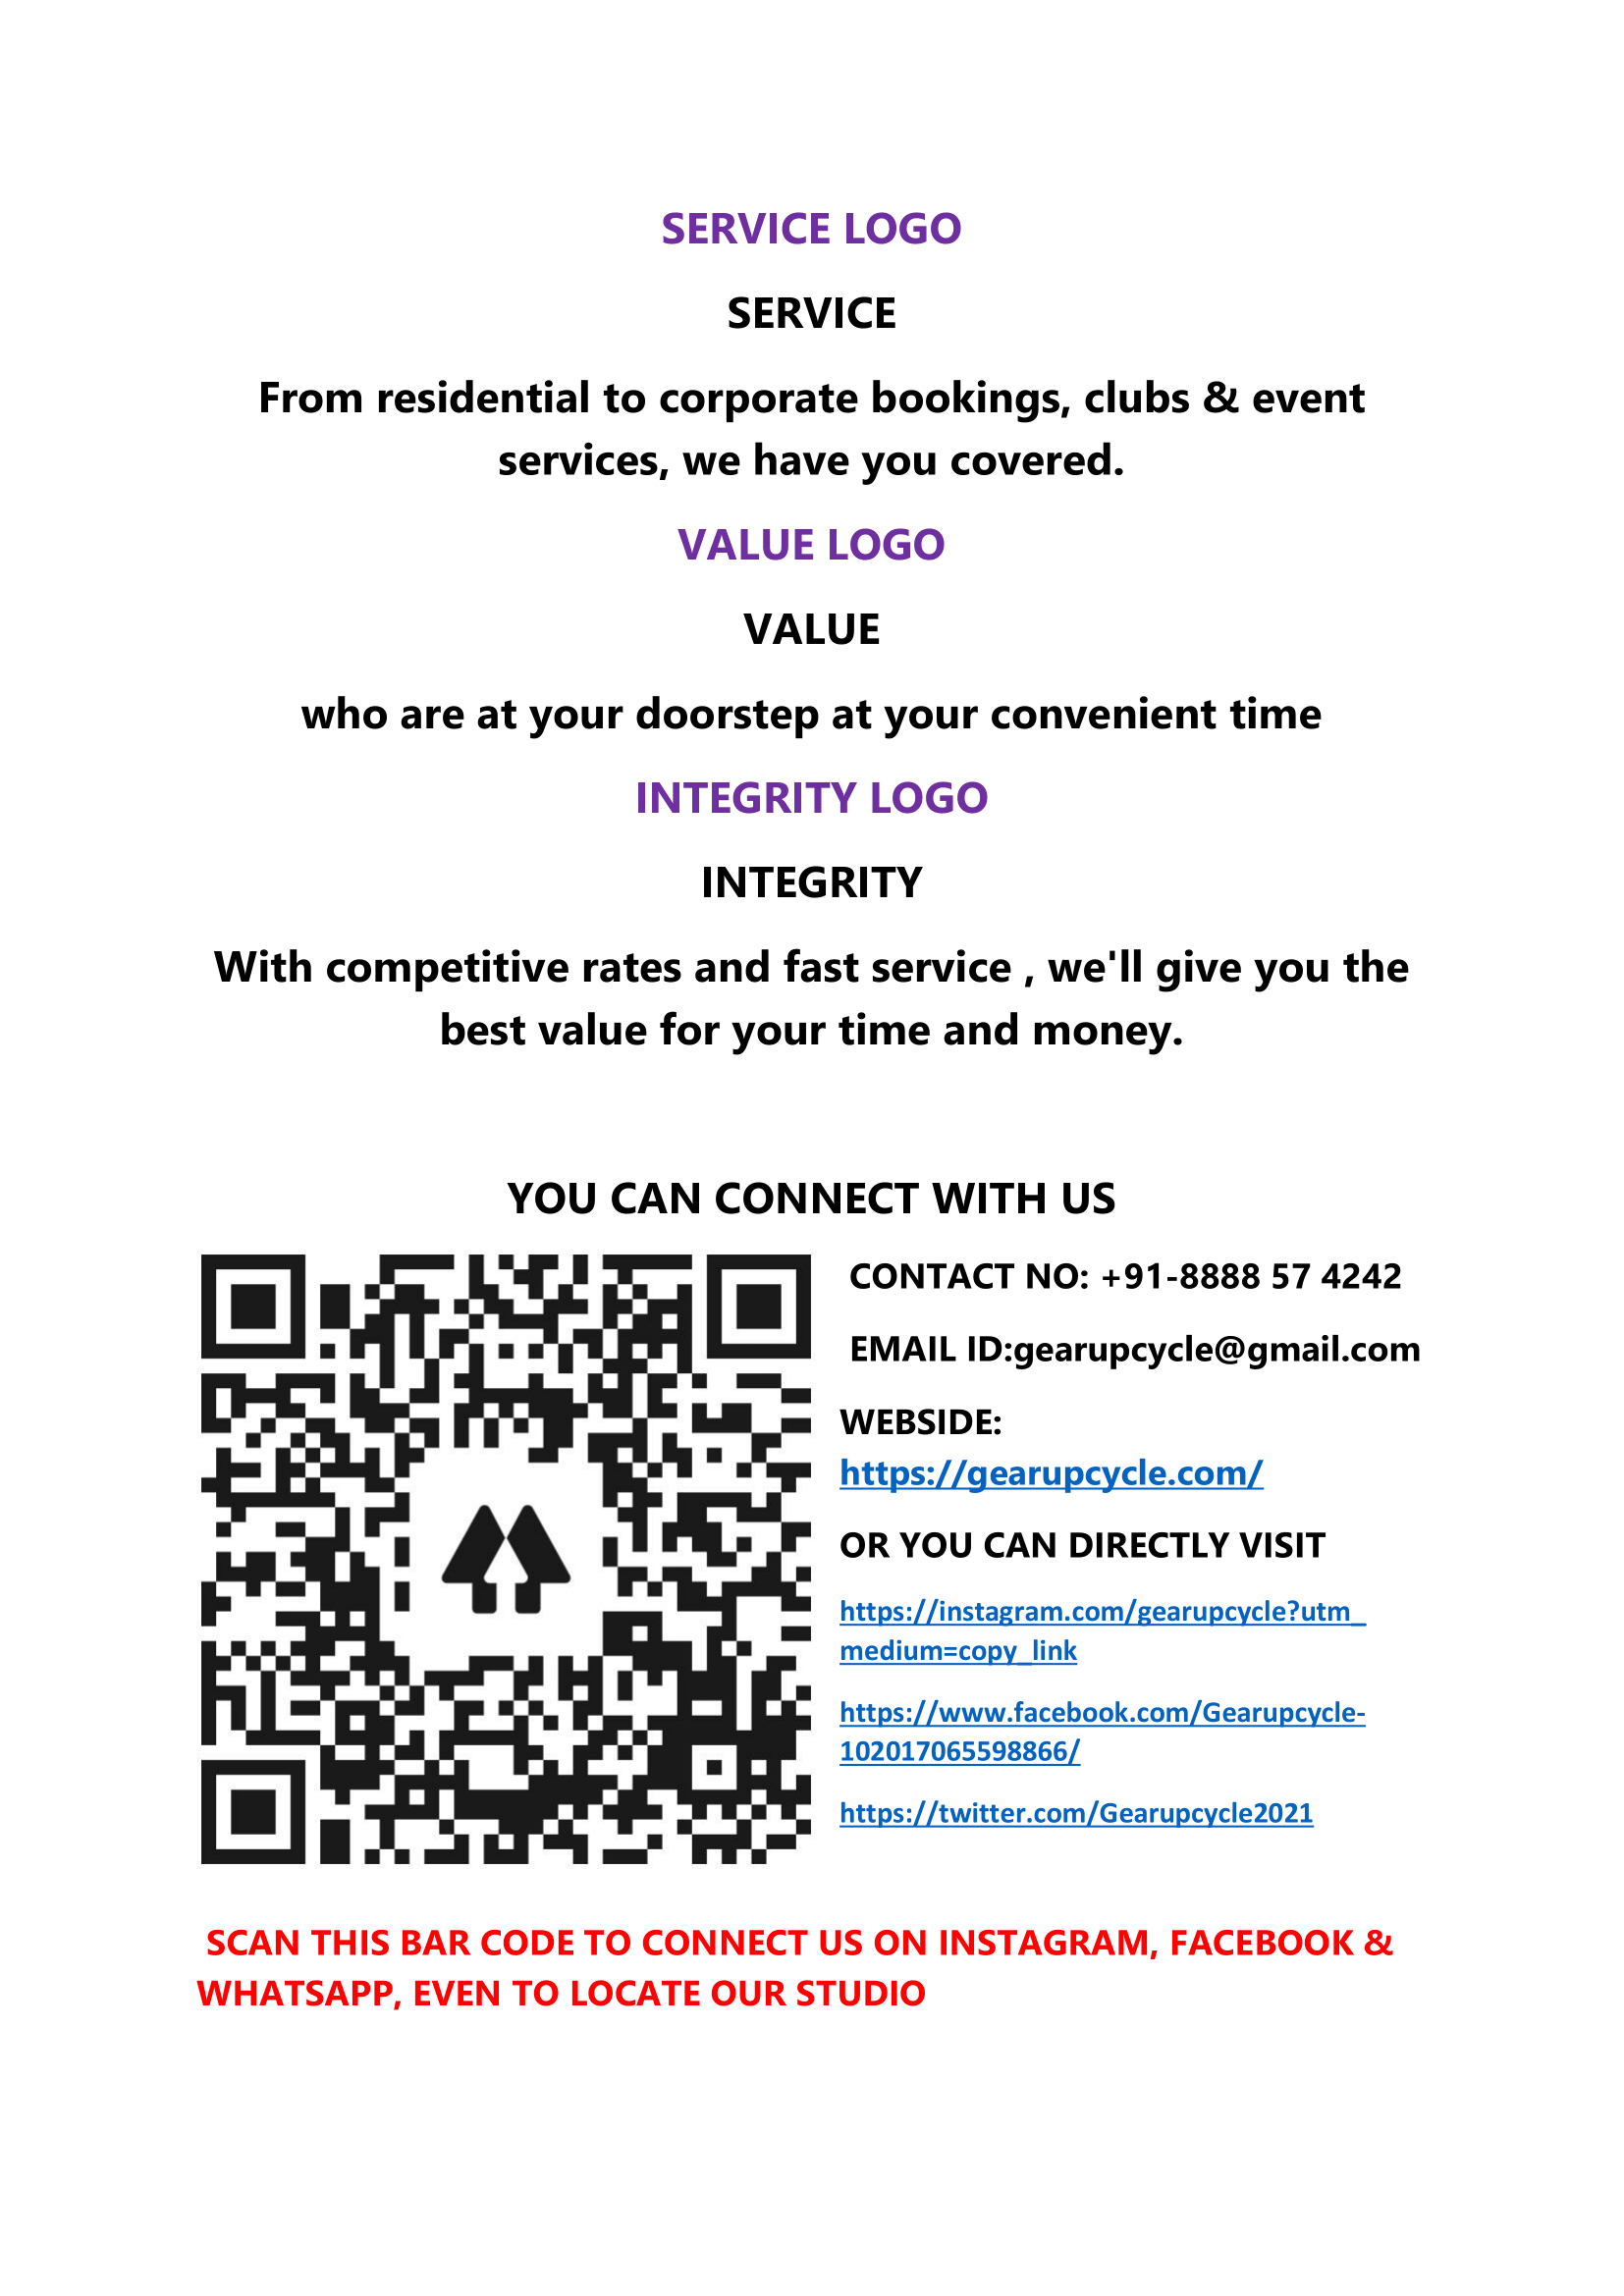 SERVICE LOGO
SERVICE
From residential to corporate bookings, clubs & event
services, we have you covered.
VALUE LOGO
VALUE
who are at your doorstep at your convenient time
INTEGRITY LOGO
INTEGRITY
With competitive rates and fast service , we'll give you the
best value for your time and money.
YOU CAN CONNECT WITH US
CONTACT NO: +91-8888 57 4242
EMAIL ID:gearupcycle@gmail.com
WEBSIDE:
https://gearupcycle.com/
OR YOU CAN DIRECTLY VISIT
https://instagram.com/gearupcycle?utm_
medium=copy_link
https://www.facebook.com/Gearupcycle-
102017065598866/
https://twitter.com/Gearupcycle2021
SCAN THIS BAR CODE TO CONNECT US ON INSTAGRAM, FACEBOOK &
WHATSAPP, EVEN TO LOCATE OUR STUDIO